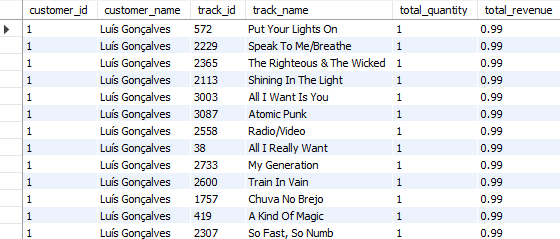 customer_id customer_name track_id track_name total_quantity total_revenue
1 Luís Gonçalves 572 Put Your Lights On 1 0.99
1 Luís Gonçalves 2229 Speak To Me/Breathe 1 0.99
1 Luís Gonçalves 2365 The Righteous & The Wicked 1 0.99
1 Luís Gonçalves 2113 Shining In The Light 1 0.99
1 Luís Gonçalves 3003 All I Want Is You 1 0.99
1 Luís Gonçalves 3087 Atomic Punk 1 0.99
1 Luís Gonçalves 2558 Radio/Video 1 0.99
1 Luís Gonçalves 38 All I Really Want 1 0.99
1 Luís Gonçalves 2733 My Generation 1 0.99
1 Luís Gonçalves 2600 Train In Vain 1 0.99
1 Luís Gonçalves 1757 Chuva No Brejo 1 0.99
1 Luís Gonçalves 419 A Kind Of Magic 1 0.99
1 Luís Gonçalves 2307 So Fast, So Numb 1 0.99